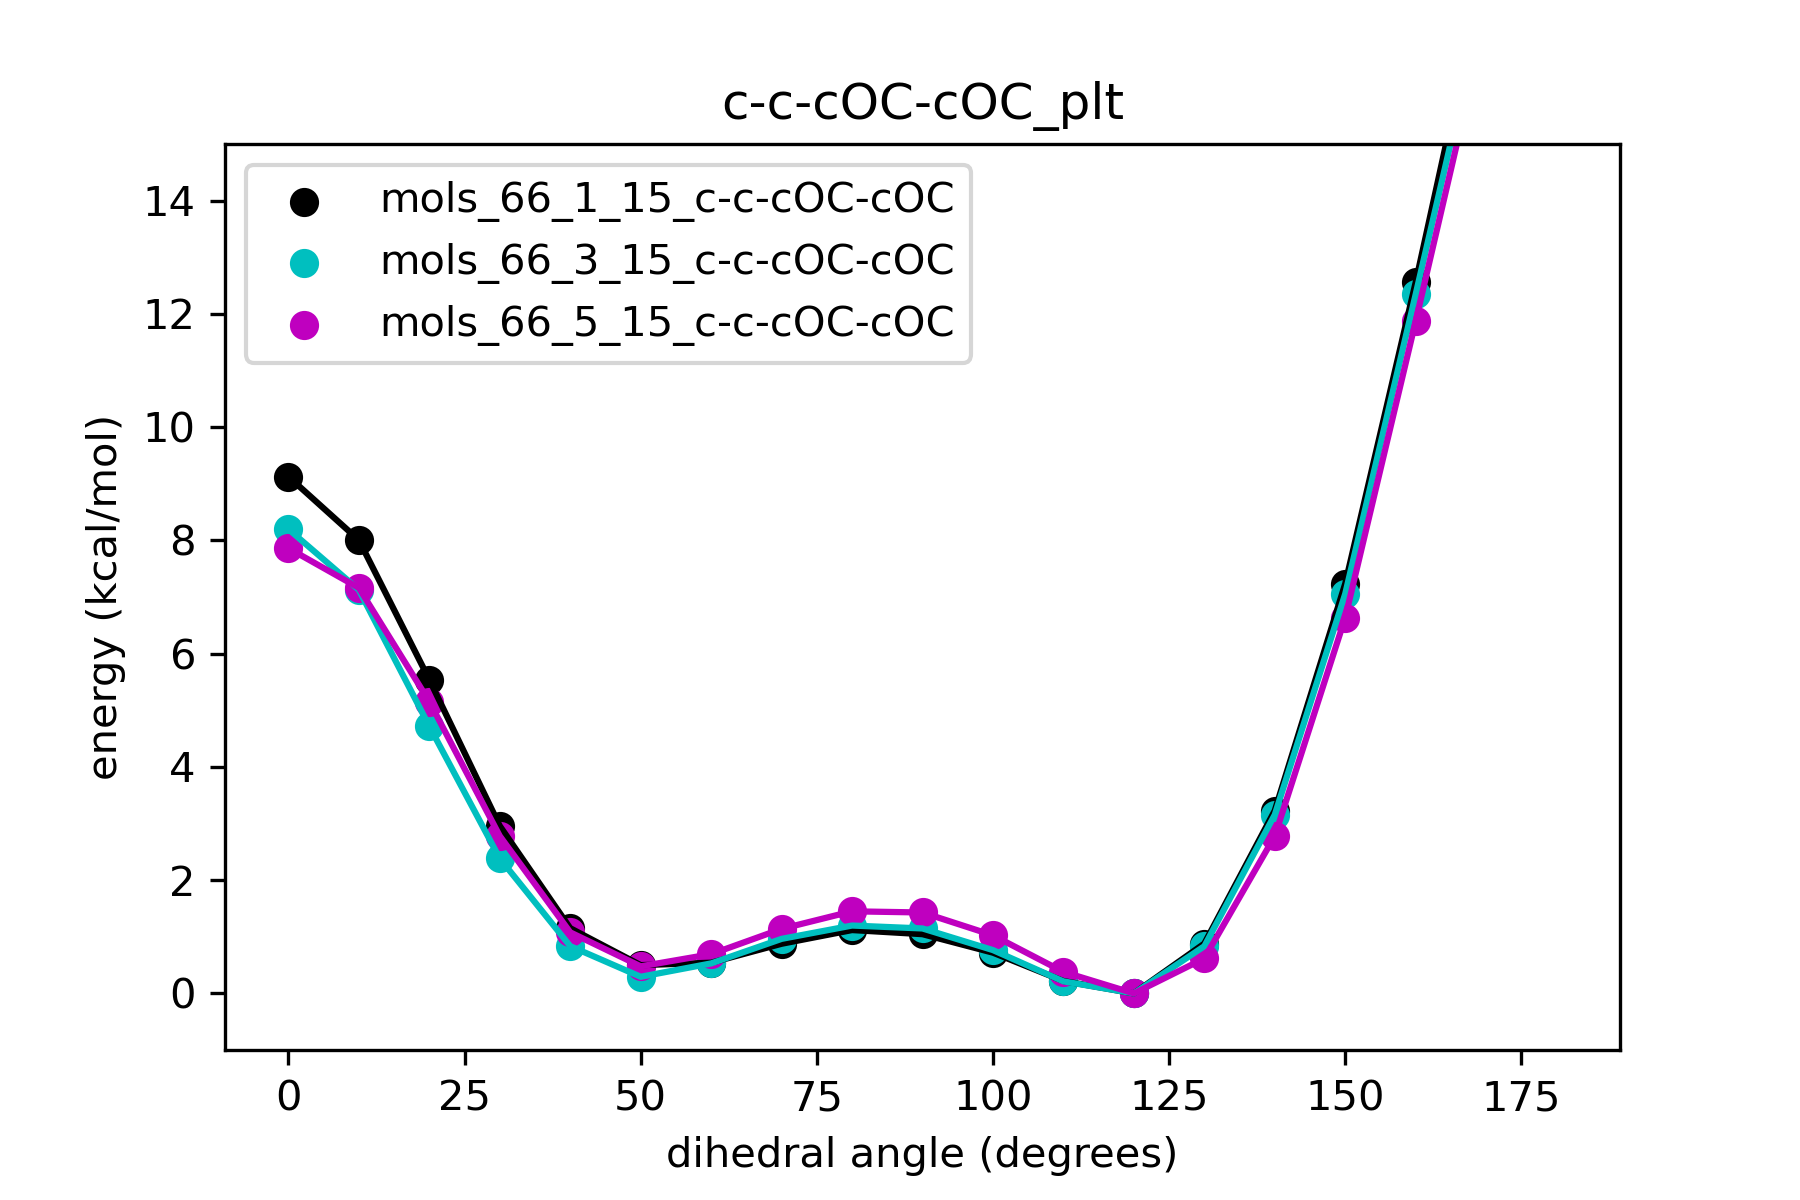 c-c-cOC-cOC_plt
mols_66_1_15_c-c-cOC-cOC
mols_66_3_15_c-c-cOC-cOC
mols_66_5_15_c-c-cOC-cOC
14
12
10
8
6
4
2
0
energy (kcal/mol)
0 25 50 75 100 125 150 175
dihedral angle (degrees)